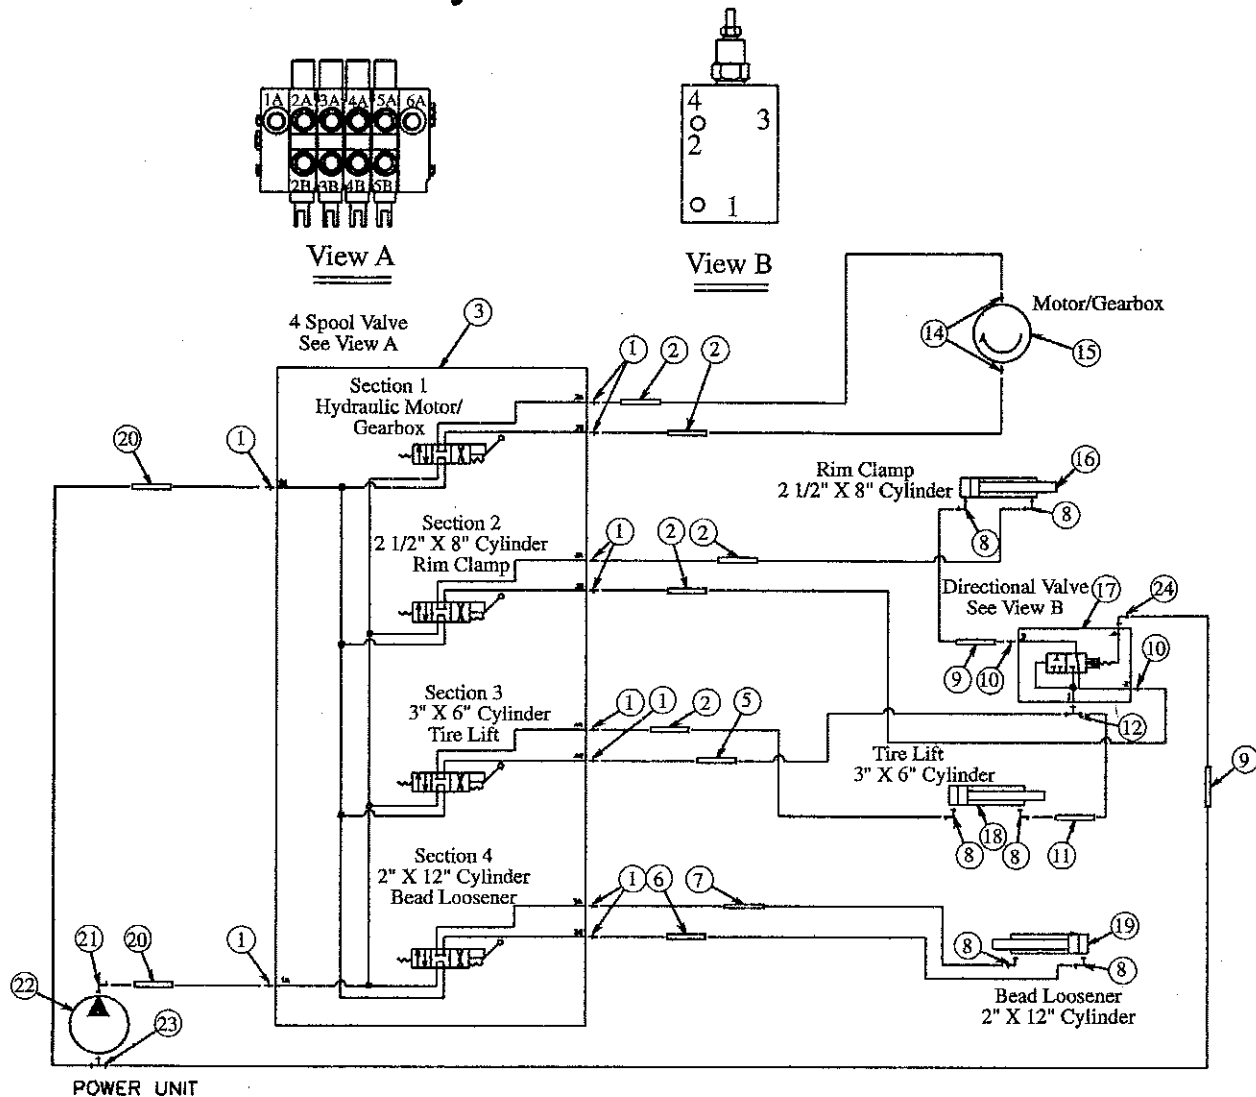 1A 2A 3A 4A 5A 6A
2B 3B 4B 5B
View A
4
3
2
1
View B
4 Spool Valve
See View A
3
Section 1
Hydraulic Motor/
Gearbox
1
2
2
Motor/Gearbox
14
15
20
1
Rim Clamp
2 1/2" X 8" Cylinder
16
8
8
Section 2
2 1/2" X 8" Cylinder
Rim Clamp
1
2
2
Directional Valve
See View B
17
24
9
10
10
Section 3
3" X 6" Cylinder
Tire Lift
1
1
2
5
12
Tire Lift
3" X 6" Cylinder
9
8
18
8
11
Section 4
2" X 12" Cylinder
Bead Loosener
1
6
7
19
8
8
Bead Loosener
2" X 12" Cylinder
21
20
1
22
23
POWER UNIT